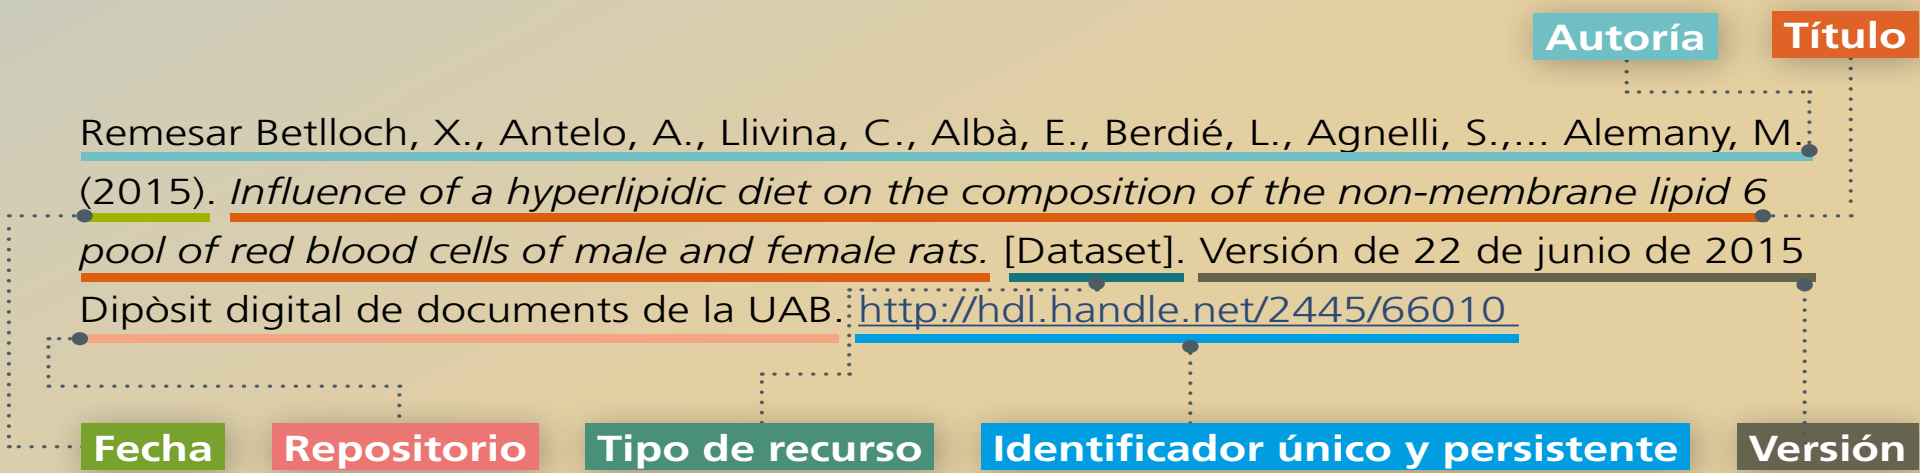 Autoría Título
Remesar Betlloch, X., Antelo, A., Llivina, C., Albà, E., Berdié, L., Agnelli, S.,... Alemany, M.
(2015). Influence of a hyperlipidic diet on the composition of the non-membrane lipid 6
pool of red blood cells of male and female rats. [Dataset]. Versión de 22 de junio de 2015
Dipòsit digital de documents de la UAB. http://hdl.handle.net/2445/66010
Fecha Repositorio Tipo de recurso Identificador único y persistente Versión